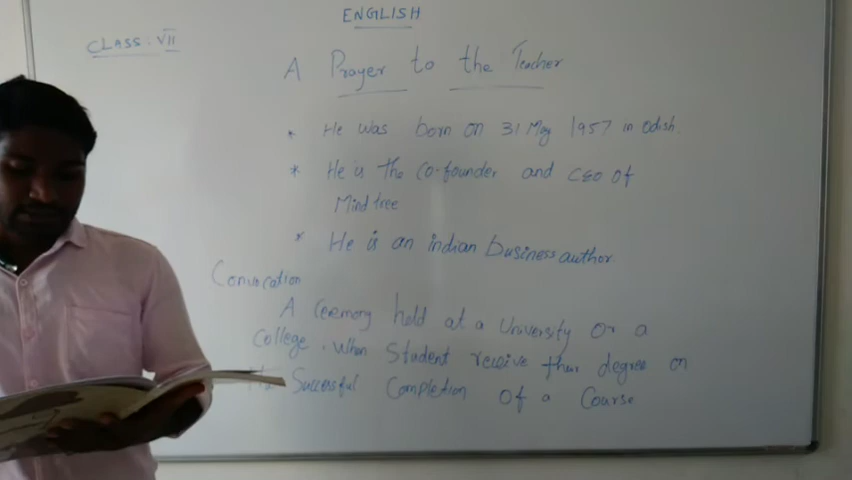 ENGLISH
CLASS : VII
A Prayer to the Teacher
* He was born on 31 May 1957 in Odish.
* He is the Co-founder and CEO Of
Mindtree
* He is an indian business author
Convocation
A Ceremony held at a University Or a
College. when Student receive their degree on
Successful Completion Of a Course